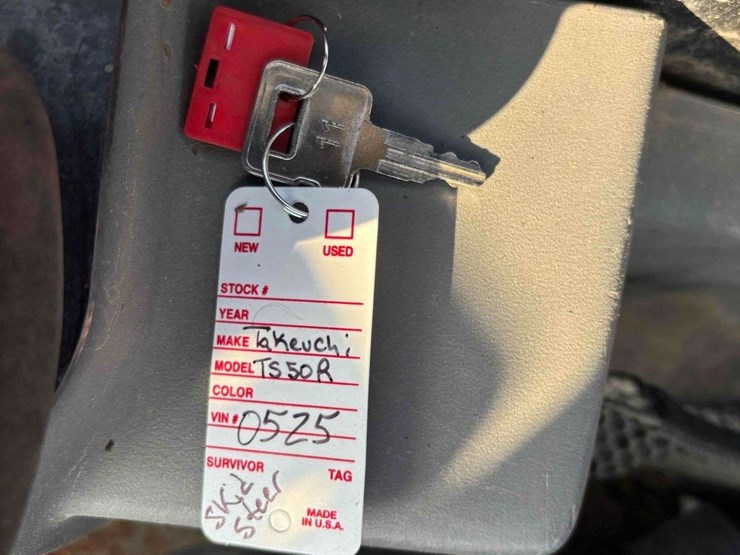 NEW USED
STOCK #
YEAR
MAKE Takeuchi
MODEL TS50R
COLOR
VIN # 0525
SURVIVOR TAG
Skid
Steer
MADE
IN U.S.A.